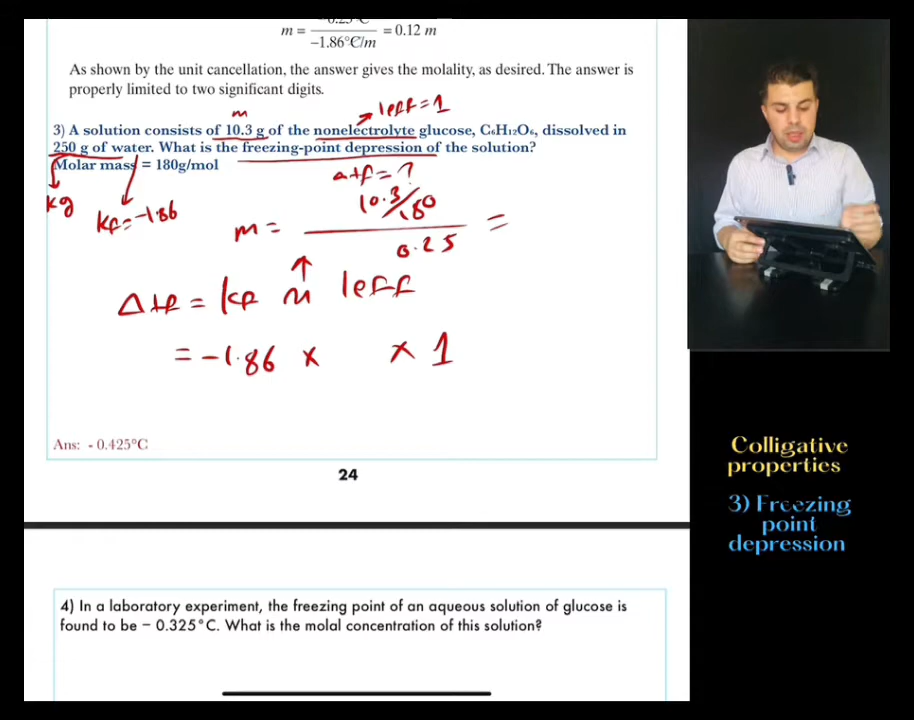 m = -0.23°C / -1.86°C/m = 0.12 m
As shown by the unit cancellation, the answer gives the molality, as desired. The answer is
properly limited to two significant digits.
m
leff = 1
3) A solution consists of 10.3 g of the nonelectrolyte glucose, C₆H₁₂O₆, dissolved in
250 g of water. What is the freezing-point depression of the solution?
Molar mass = 180g/mol
Δtf = ?
kg
kf = -1.86
m = 10.3/180 / 0.25 =
Δtf = kf m leff
= -1.86 × × 1
Ans: - 0.425°C
24
4) In a laboratory experiment, the freezing point of an aqueous solution of glucose is
found to be − 0.325°C. What is the molal concentration of this solution?
Colligative
properties
3) Freezing
point
depression